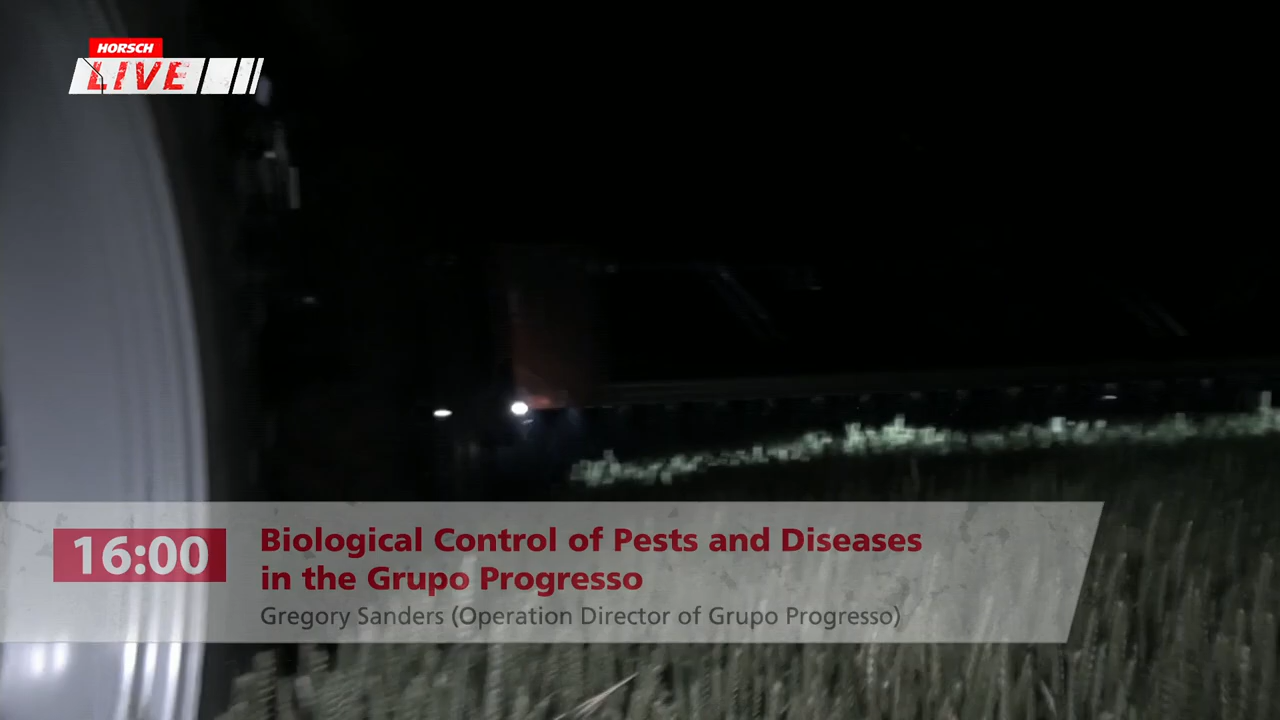 HORSCH
LIVE
16:00
Biological Control of Pests and Diseases
in the Grupo Progresso
Gregory Sanders (Operation Director of Grupo Progresso)